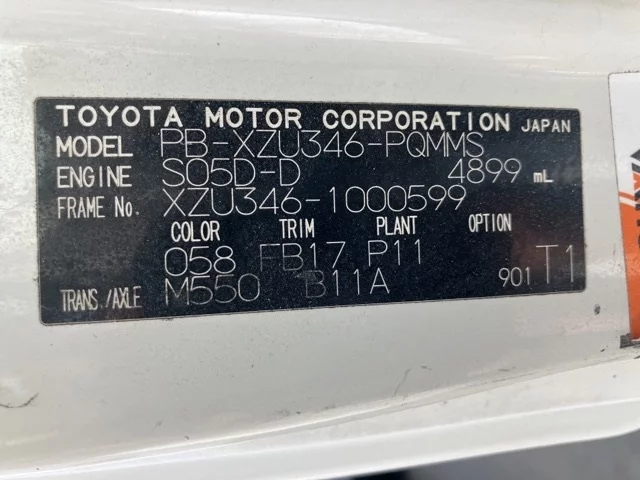 TOYOTA MOTOR CORPORATION JAPAN
MODEL PB-XZU346-PQMMS
ENGINE S05D-D 4899 mL
FRAME No. XZU346-1000599
COLOR TRIM PLANT OPTION
058 FB17 P11
TRANS./AXLE M550 B11A 901 T1